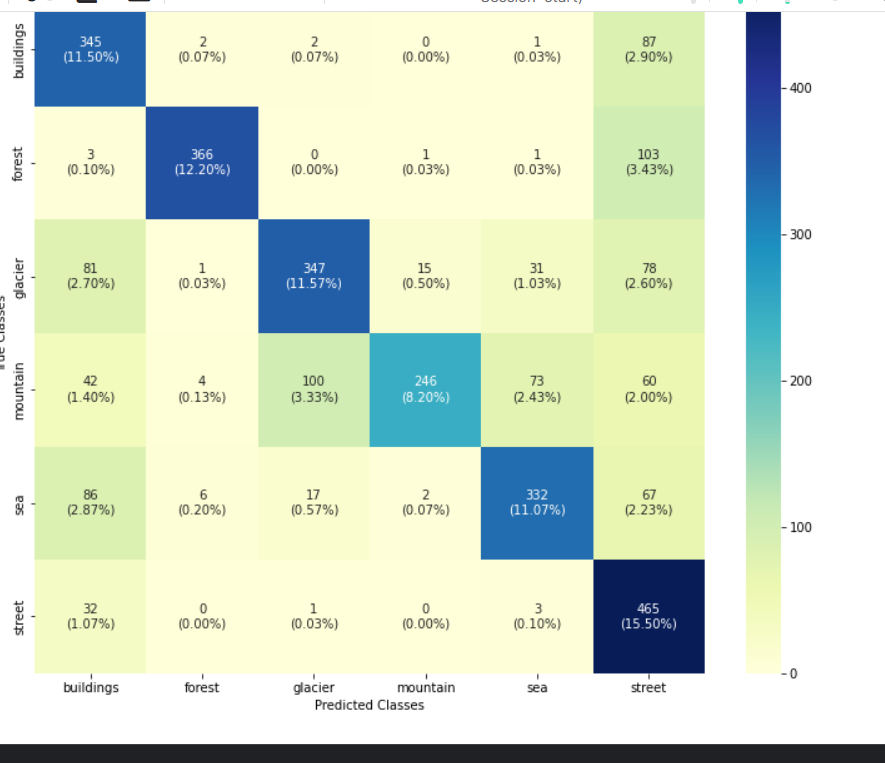 buildings 345 2 2 0 1 87
(11.50%) (0.07%) (0.07%) (0.00%) (0.03%) (2.90%)
400
forest 3 366 0 1 1 103
(0.10%) (12.20%) (0.00%) (0.03%) (0.03%) (3.43%)
300
glacier 81 1 347 15 31 78
(2.70%) (0.03%) (11.57%) (0.50%) (1.03%) (2.60%)
Classes
mountain 42 4 100 246 73 60
(1.40%) (0.13%) (3.33%) (8.20%) (2.43%) (2.00%)
200
sea 86 6 17 2 332 67
(2.87%) (0.20%) (0.57%) (0.07%) (11.07%) (2.23%)
100
street 32 0 1 0 3 465
(1.07%) (0.00%) (0.03%) (0.00%) (0.10%) (15.50%)
0
buildings forest glacier mountain sea street
Predicted Classes